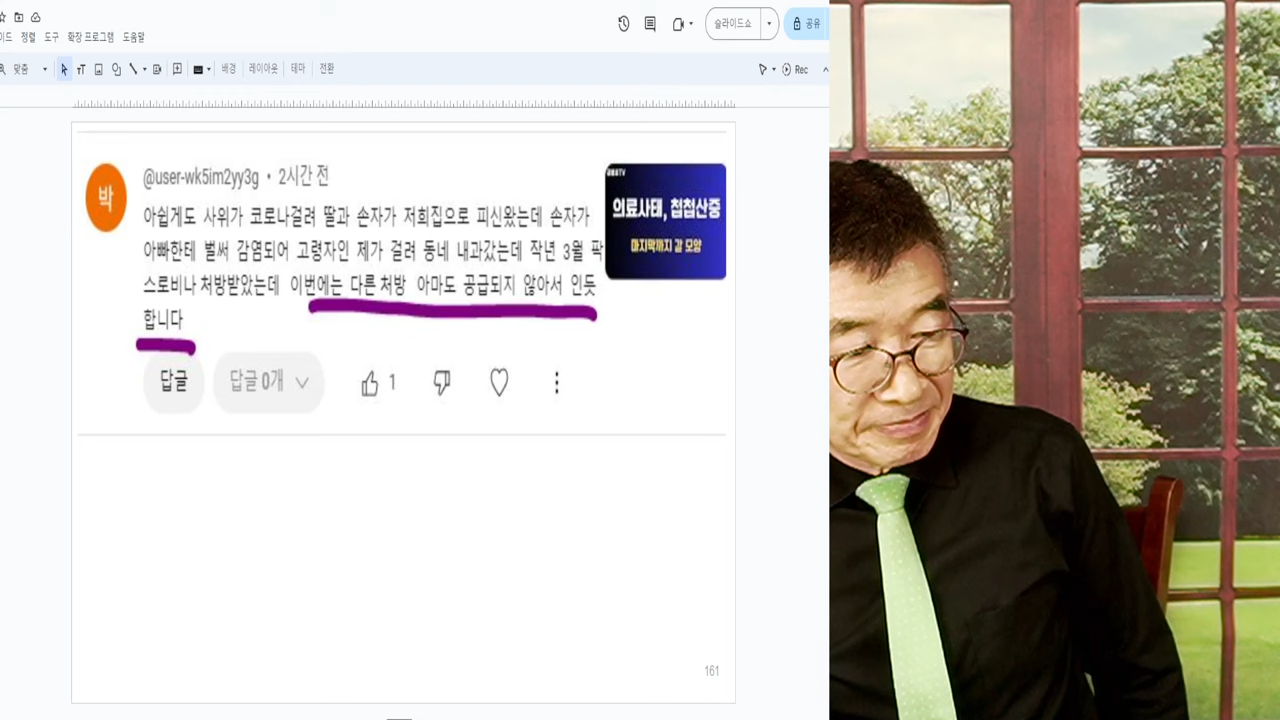 슬라이드쇼
공유
이드 정렬 도구 확장 프로그램 도움말
맞춤
배경 레이아웃 테마 전환
Rec
박
@user-wk5im2yy3g • 2시간 전
아쉽게도 사위가 코로나걸려 딸과 손자가 저희집으로 피신왔는데 손자가
아빠한테 벌써 감염되어 고령자인 제가 걸려 동네 내과갔는데 작년 3월 팍
스로비나 처방받았는데 이번에는 다른 처방 아마도 공급되지 않아서 인듯
합니다
의료사태, 첩첩산중
마지막까지 갈 모양
답글
답글 0개
1
161